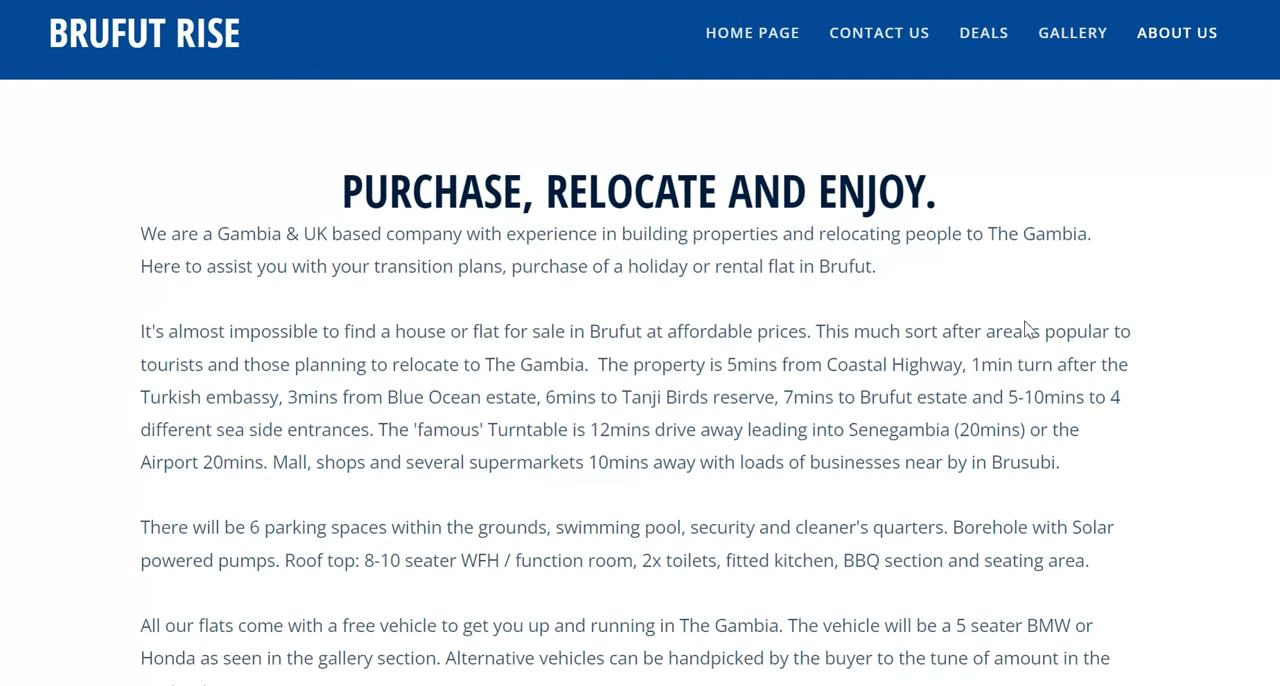 BRUFUT RISE
HOME PAGE CONTACT US DEALS GALLERY ABOUT US
PURCHASE, RELOCATE AND ENJOY.
We are a Gambia & UK based company with experience in building properties and relocating people to The Gambia.
Here to assist you with your transition plans, purchase of a holiday or rental flat in Brufut.
It's almost impossible to find a house or flat for sale in Brufut at affordable prices. This much sort after area is popular to
tourists and those planning to relocate to The Gambia. The property is 5mins from Coastal Highway, 1min turn after the
Turkish embassy, 3mins from Blue Ocean estate, 6mins to Tanji Birds reserve, 7mins to Brufut estate and 5-10mins to 4
different sea side entrances. The 'famous' Turntable is 12mins drive away leading into Senegambia (20mins) or the
Airport 20mins. Mall, shops and several supermarkets 10mins away with loads of businesses near by in Brusubi.
There will be 6 parking spaces within the grounds, swimming pool, security and cleaner's quarters. Borehole with Solar
powered pumps. Roof top: 8-10 seater WFH / function room, 2x toilets, fitted kitchen, BBQ section and seating area.
All our flats come with a free vehicle to get you up and running in The Gambia. The vehicle will be a 5 seater BMW or
Honda as seen in the gallery section. Alternative vehicles can be handpicked by the buyer to the tune of amount in the